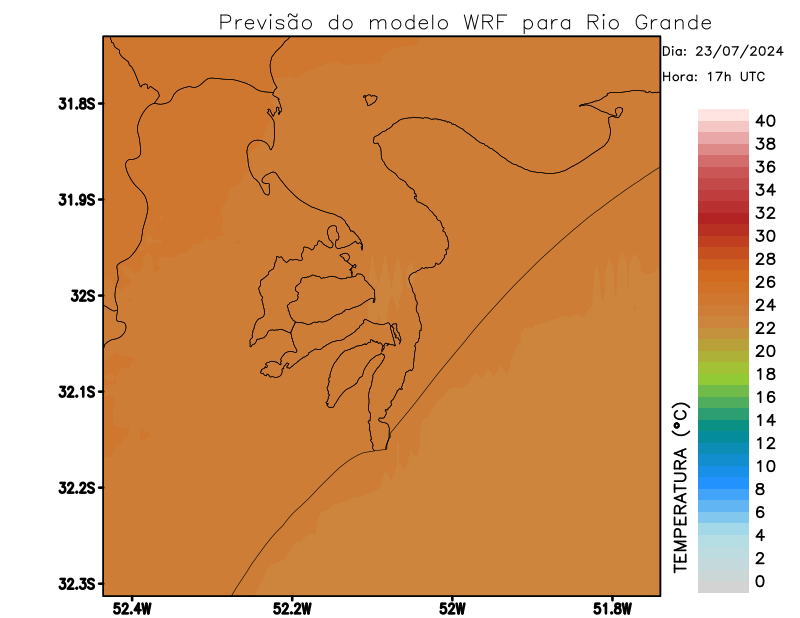 Previsão do modelo WRF para Rio Grande
Dia: 23/07/2024
Hora: 17h UTC
31.8S
31.9S
32S
32.1S
32.2S
32.3S
52.4W
52.2W
52W
51.8W
TEMPERATURA (°C)
40
38
36
34
32
30
28
26
24
22
20
18
16
14
12
10
8
6
4
2
0